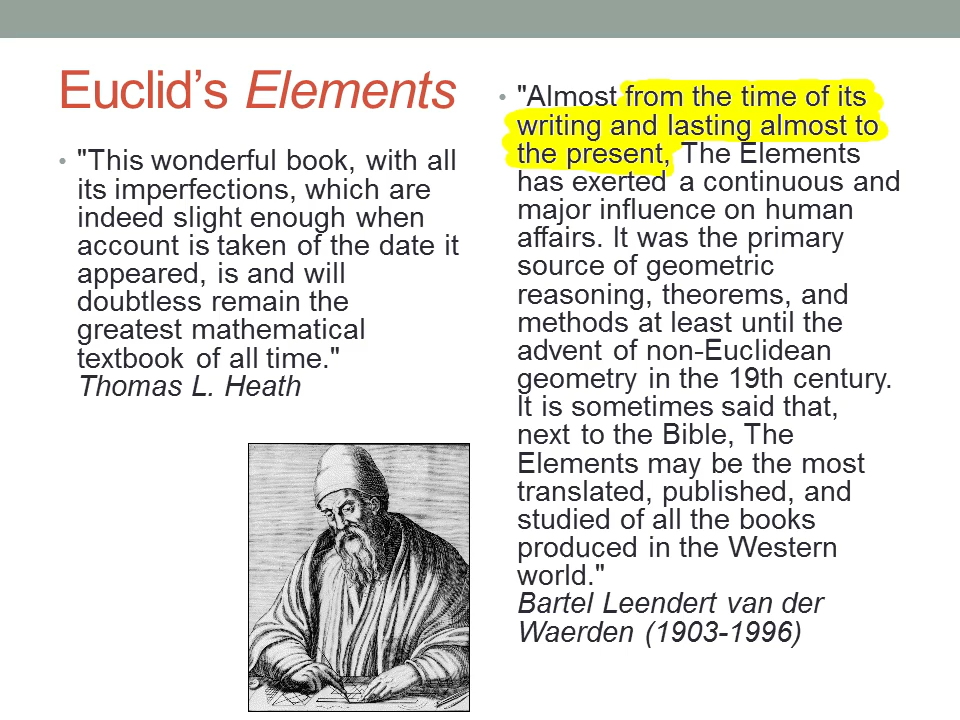 Euclid’s Elements
• "This wonderful book, with all
its imperfections, which are
indeed slight enough when
account is taken of the date it
appeared, is and will
doubtless remain the
greatest mathematical
textbook of all time."
Thomas L. Heath
• "Almost from the time of its
writing and lasting almost to
the present, The Elements
has exerted a continuous and
major influence on human
affairs. It was the primary
source of geometric
reasoning, theorems, and
methods at least until the
advent of non-Euclidean
geometry in the 19th century.
It is sometimes said that,
next to the Bible, The
Elements may be the most
translated, published, and
studied of all the books
produced in the Western
world."
Bartel Leendert van der
Waerden (1903-1996)